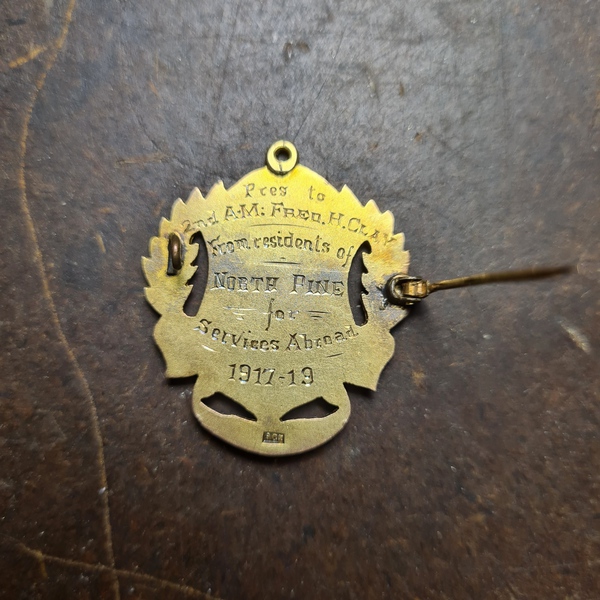 Pres to
2nd A.M: FRED. H. CLAY
from residents of
NORTH PINE
for
Services Abroad
1917-19